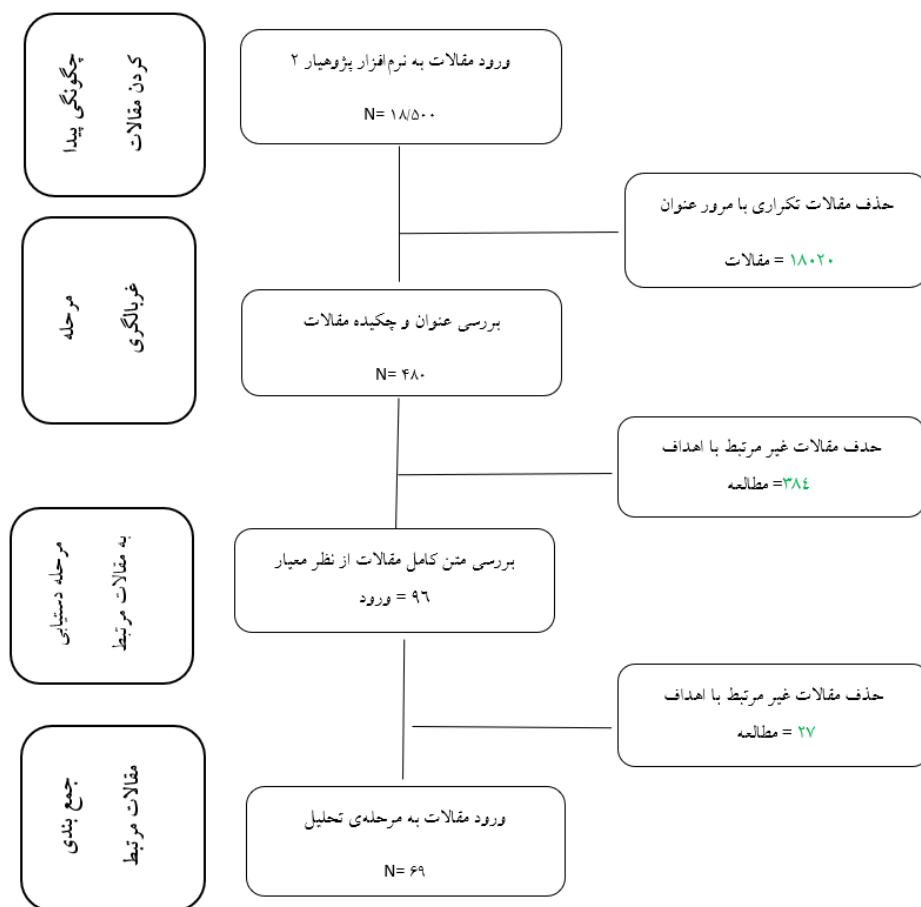 چگونگی پیدا
کردن مقالات
ورود مقالات به نرم‌افزار پژوهیار ۲
N= ۱۸/۵۰۰
حذف مقالات تکراری با مرور عنوان
مقالات = ۱۸۰۲۰
مرحله
غربالگری
بررسی عنوان و چکیده مقالات
N= ۴۸۰
حدف مقالات غیر مرتبط با اهداف
مطالعه =۳۸٤
مرحله دستیابی
به مقالات مرتبط
بررسی متن کامل مقالات از نظر معیار
ورود = ۹٦
حذف مقالات غیر مرتبط با اهداف
مطالعه = ۲۷
جمع بندی
مقالات مرتبط
ورود مقالات به مرحله‌ی تحلیل
N= ۶۹